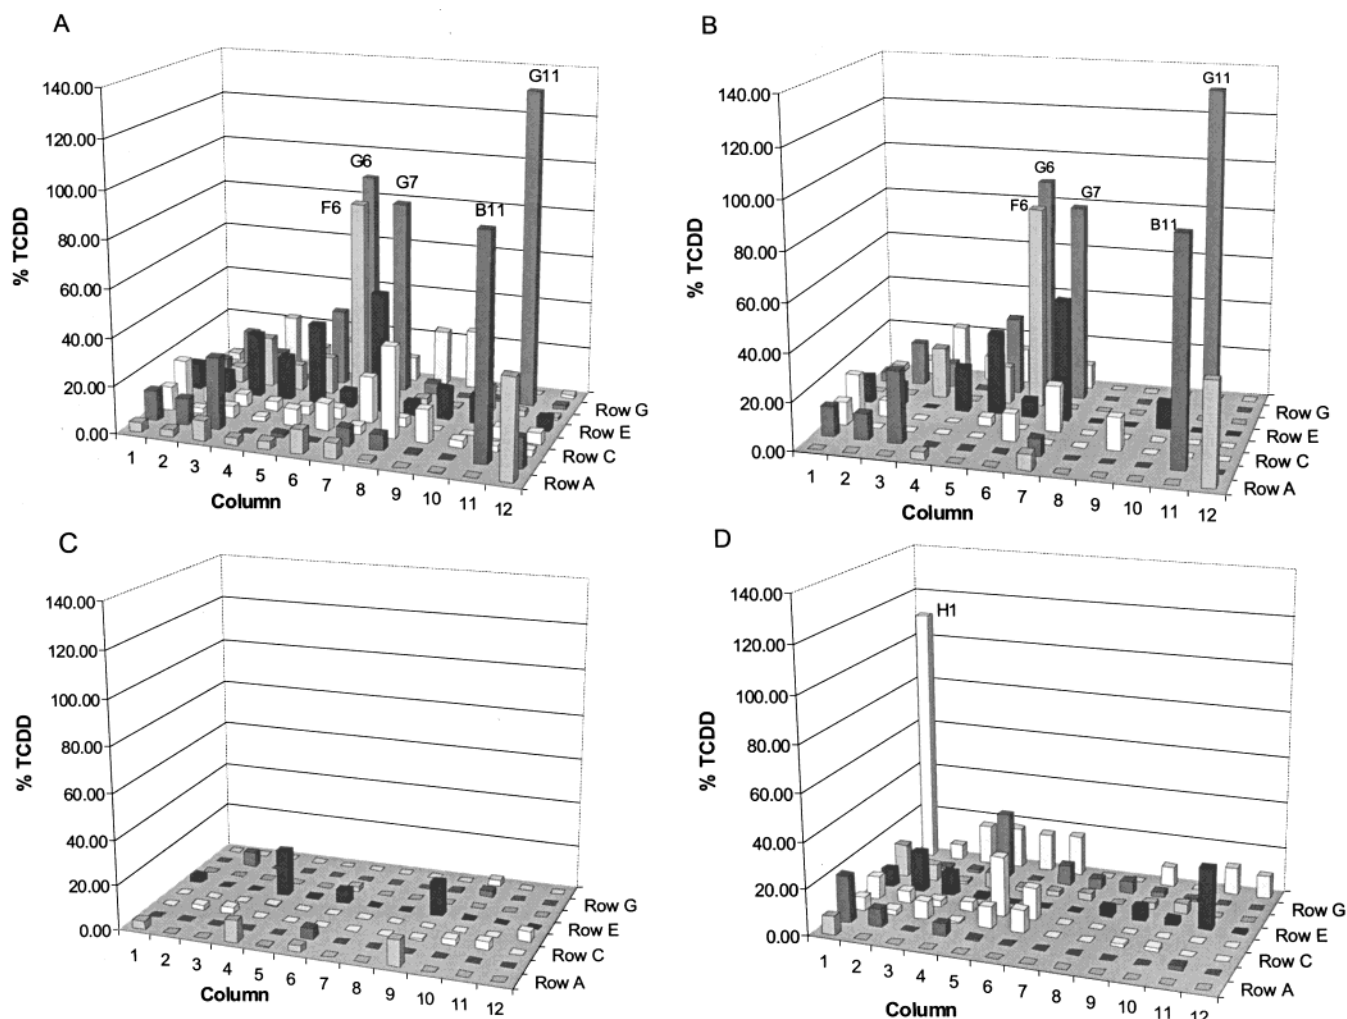 A
140.00
120.00
100.00
80.00
60.00
40.00
20.00
0.00
% TCDD
G11
G6
G7
F6
B11
1 2 3 4 5 6 7 8 9 10 11 12
Column
Row G
Row E
Row C
Row A
B
140.00
120.00
100.00
80.00
60.00
40.00
20.00
0.00
% TCDD
G11
G6
G7
F6
B11
1 2 3 4 5 6 7 8 9 10 11 12
Column
Row G
Row E
Row C
Row A
C
140.00
120.00
100.00
80.00
60.00
40.00
20.00
0.00
% TCDD
1 2 3 4 5 6 7 8 9 10 11 12
Column
Row G
Row E
Row C
Row A
D
140.00
120.00
100.00
80.00
60.00
40.00
20.00
0.00
% TCDD
H1
1 2 3 4 5 6 7 8 9 10 11 12
Column
Row G
Row E
Row C
Row A